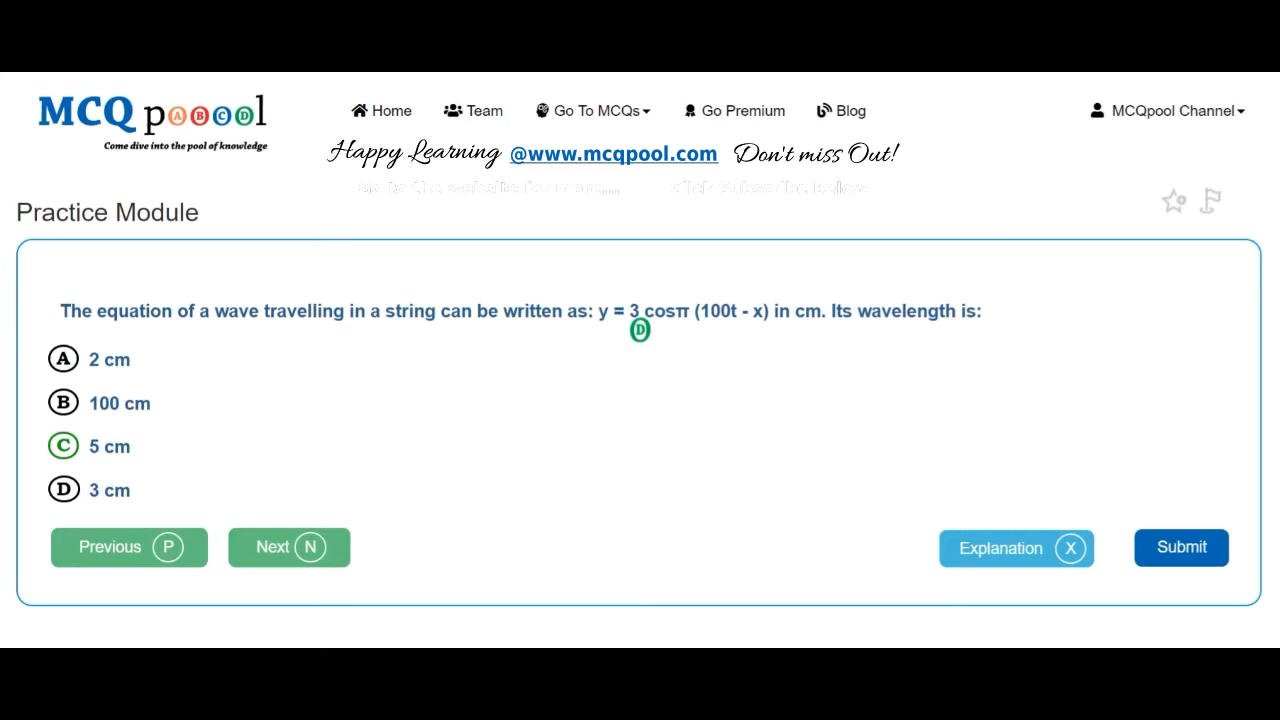 MCQ pooool
Come dive into the pool of knowledge
Home Team Go To MCQs Go Premium Blog MCQpool Channel
Happy Learning @www.mcqpool.com Don't miss Out!
Practice Module
The equation of a wave travelling in a string can be written as: y = 3 cosπ (100t - x) in cm. Its wavelength is:
D
A 2 cm
B 100 cm
C 5 cm
D 3 cm
Previous P Next N Explanation X Submit